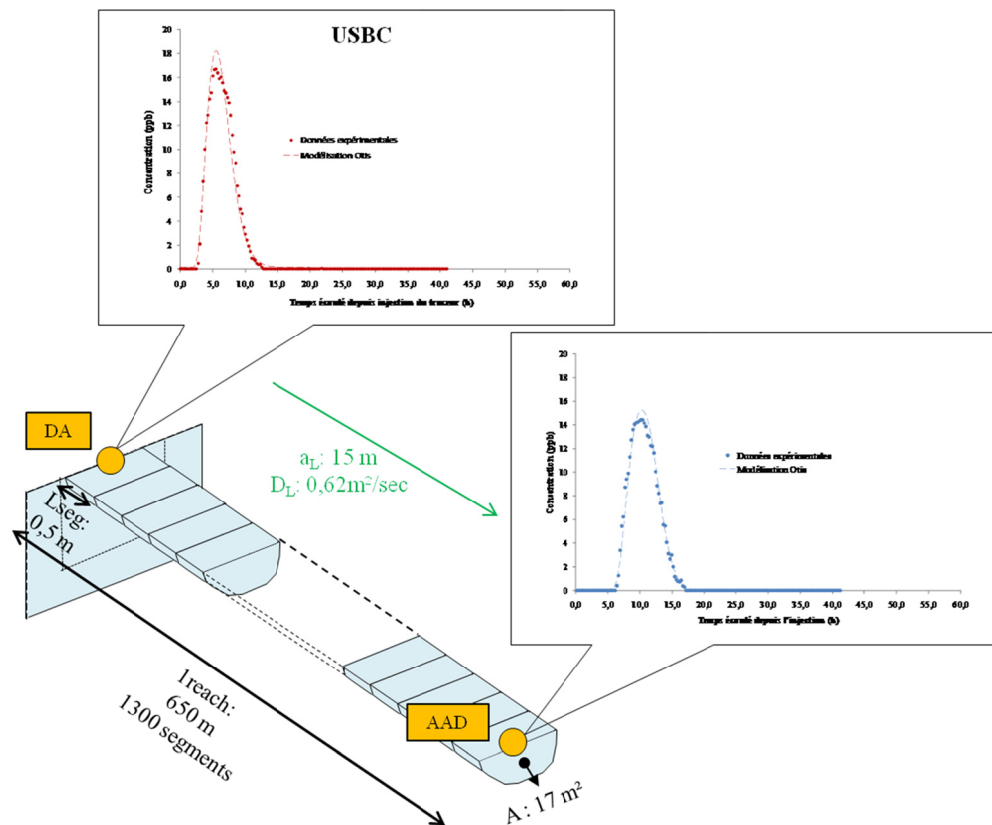 USBC
20
18
16
14
12
10
8
6
4
2
0
Concentration (ppb)
Données expérimentales
Modélisation Otis
0,0 5,0 10,0 15,0 20,0 25,0 30,0 35,0 40,0 45,0 50,0 55,0 60,0
Temps écoulé depuis injection du traceur (h)
20
18
16
14
12
10
8
6
4
2
0
Concentration (ppb)
Données expérimentales
Modélisation Otis
0,0 5,0 10,0 15,0 20,0 25,0 30,0 35,0 40,0 45,0 50,0 55,0 60,0
Temps écoulé depuis l'injection (h)
DA
aL: 15 m
DL: 0,62m²/sec
Lseg:
0,5 m
1reach:
650 m
1300 segments
AAD
A : 17 m²